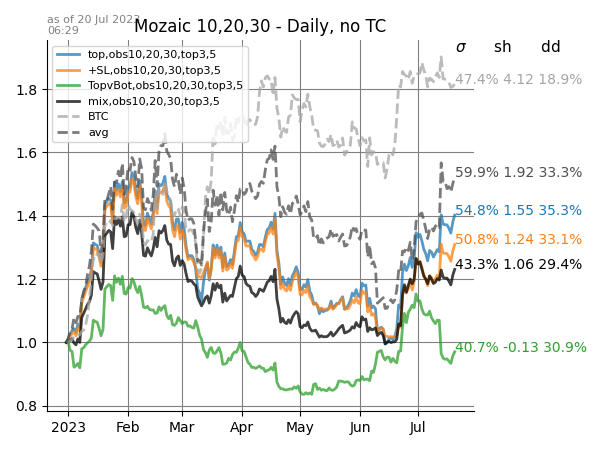 as of 20 Jul 2023
06:29
Mozaic 10,20,30 - Daily, no TC
σ sh dd
top,obs10,20,30,top3,5
+SL,obs10,20,30,top3,5
TopvBot,obs10,20,30,top3,5
mix,obs10,20,30,top3,5
BTC
avg
47.4% 4.12 18.9%
59.9% 1.92 33.3%
54.8% 1.55 35.3%
50.8% 1.24 33.1%
43.3% 1.06 29.4%
40.7% -0.13 30.9%
1.8
1.6
1.4
1.2
1.0
0.8
2023 Feb Mar Apr May Jun Jul